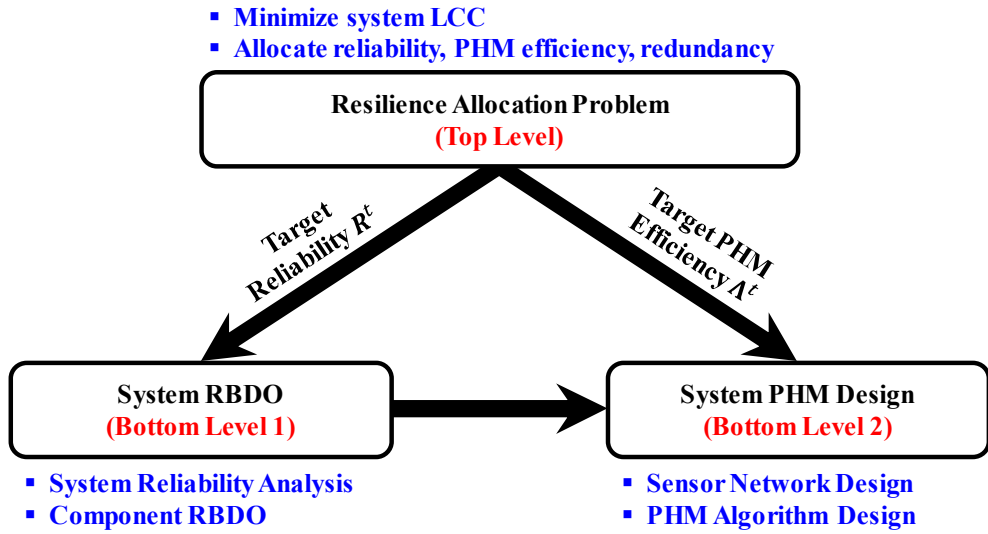 ▪ Minimize system LCC
▪ Allocate reliability, PHM efficiency, redundancy
Resilience Allocation Problem
(Top Level)
Target
Reliability Rᵗ
Target PHM
Efficiency Λᵗ
System RBDO
(Bottom Level 1)
System PHM Design
(Bottom Level 2)
▪ System Reliability Analysis
▪ Component RBDO
▪ Sensor Network Design
▪ PHM Algorithm Design